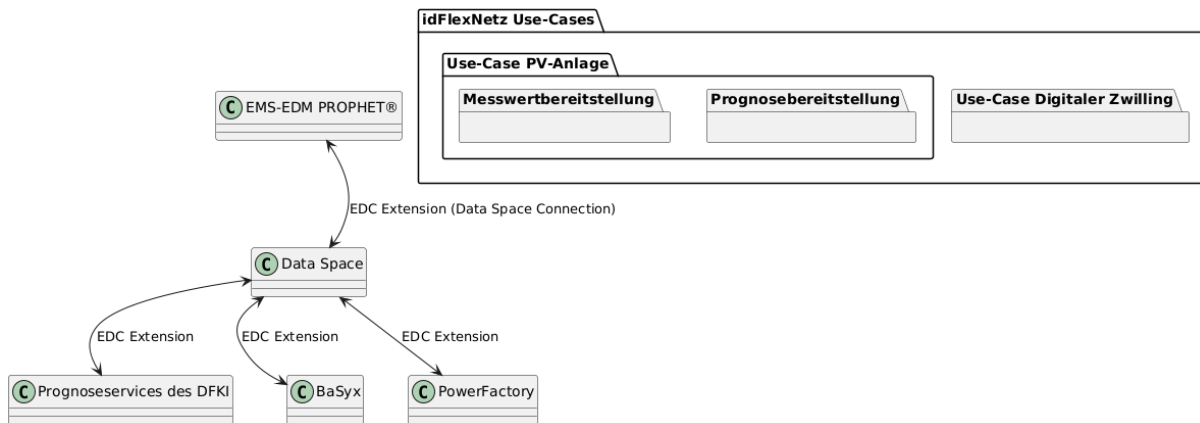 idFlexNetz Use-Cases
Use-Case PV-Anlage
Messwertbereitstellung
Prognosebereitstellung
Use-Case Digitaler Zwilling
C EMS-EDM PROPHET®
EDC Extension (Data Space Connection)
C Data Space
EDC Extension
EDC Extension
EDC Extension
C Prognoseservices des DFKI
C BaSyx
C PowerFactory